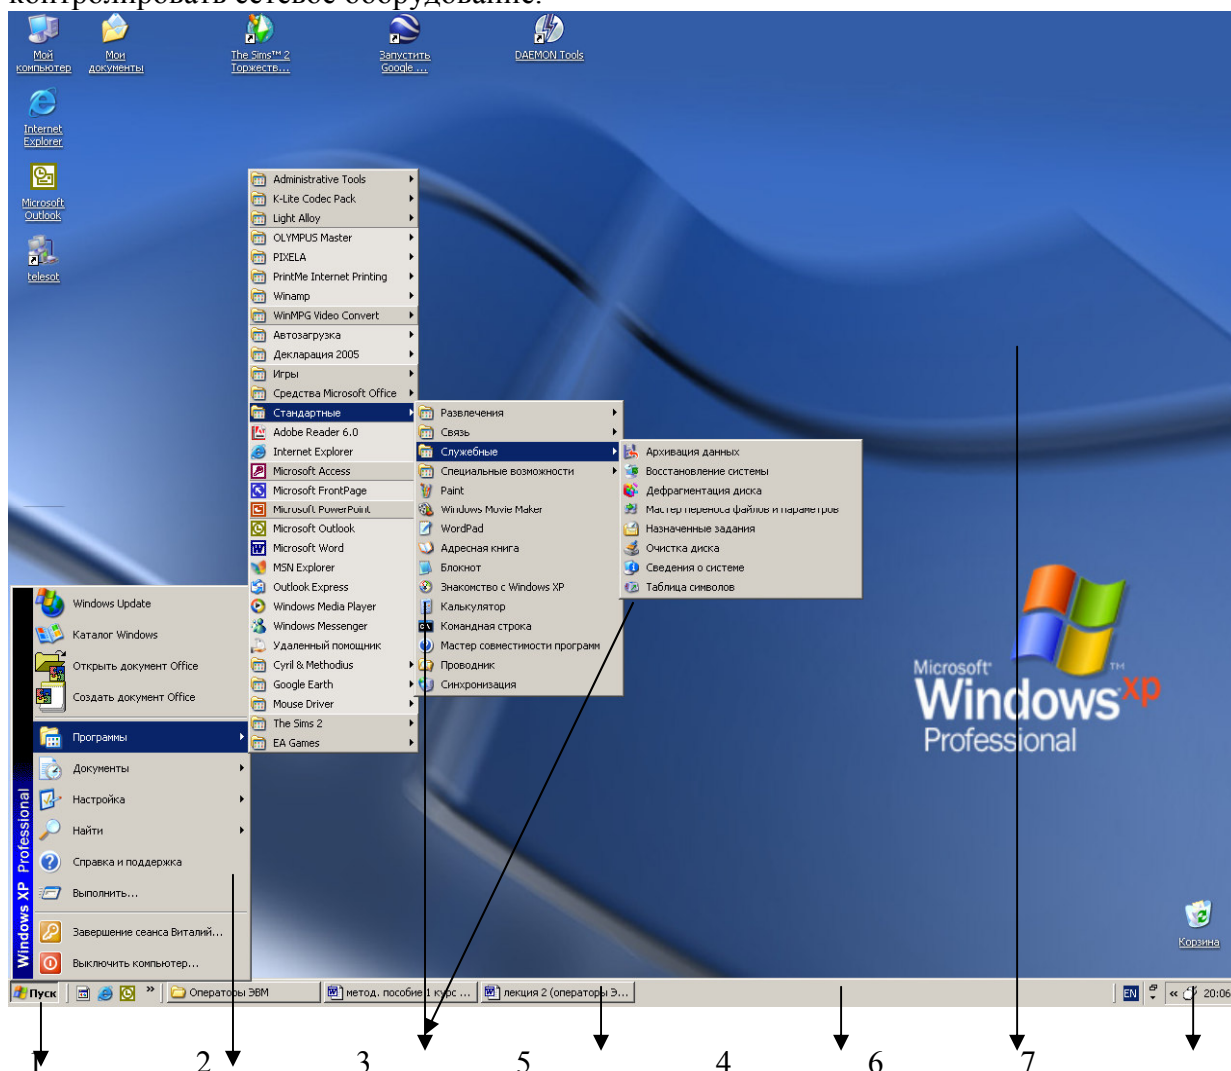 контролировать сетевое оборудование.
Мой компьютер
Мои документы
The Sims™ 2 Торжеств...
Запустить Google ...
DAEMON Tools
Internet Explorer
Microsoft Outlook
telesot
Administrative Tools
K-Lite Codec Pack
Light Alloy
OLYMPUS Master
PIXELA
PrintMe Internet Printing
Winamp
WinMPG Video Convert
Автозагрузка
Декларация 2005
Игры
Средства Microsoft Office
Стандартные
Adobe Reader 6.0
Internet Explorer
Microsoft Access
Microsoft FrontPage
Microsoft PowerPoint
Microsoft Outlook
Microsoft Word
MSN Explorer
Outlook Express
Windows Media Player
Windows Messenger
Удаленный помощник
Cyril & Methodius
Google Earth
Mouse Driver
The Sims 2
EA Games
Развлечения
Связь
Служебные
Специальные возможности
Paint
Windows Movie Maker
WordPad
Адресная книга
Блокнот
Знакомство с Windows XP
Калькулятор
Командная строка
Мастер совместимости программ
Проводник
Синхронизация
Архивация данных
Восстановление системы
Дефрагментация диска
Мастер переноса файлов и параметров
Назначенные задания
Очистка диска
Сведения о системе
Таблица символов
Windows Update
Каталог Windows
Открыть документ Office
Создать документ Office
Программы
Документы
Настройка
Найти
Справка и поддержка
Выполнить...
Завершение сеанса Виталий...
Выключить компьютер...
Windows XP Professional
Microsoft®
Windows xp ™
Professional
Корзина
Пуск
»
Операторы ЭВМ
метод. пособие 1 курс ...
лекция 2 (операторы Э...
EN
«
20:06
1 2 3 5 4 6 7